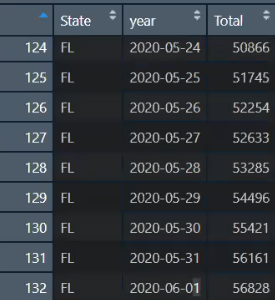 State year Total
124 FL 2020-05-24 50866
125 FL 2020-05-25 51745
126 FL 2020-05-26 52254
127 FL 2020-05-27 52633
128 FL 2020-05-28 53285
129 FL 2020-05-29 54496
130 FL 2020-05-30 55421
131 FL 2020-05-31 56161
132 FL 2020-06-01 56828